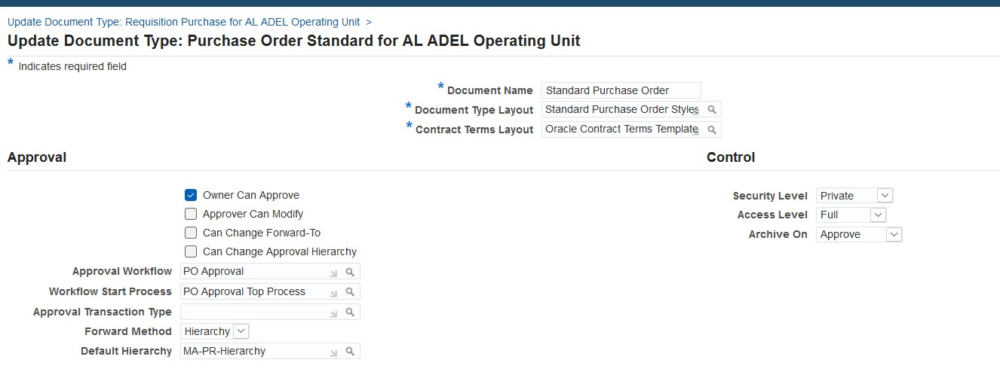 Update Document Type: Requisition Purchase for AL ADEL Operating Unit >
Update Document Type: Purchase Order Standard for AL ADEL Operating Unit
* Indicates required field
* Document Name Standard Purchase Order
* Document Type Layout Standard Purchase Order Styles
* Contract Terms Layout Oracle Contract Terms Template
Approval
Control
Owner Can Approve
Approver Can Modify
Can Change Forward-To
Can Change Approval Hierarchy
Approval Workflow PO Approval
Workflow Start Process PO Approval Top Process
Approval Transaction Type
Forward Method Hierarchy
Default Hierarchy MA-PR-Hierarchy
Security Level Private
Access Level Full
Archive On Approve